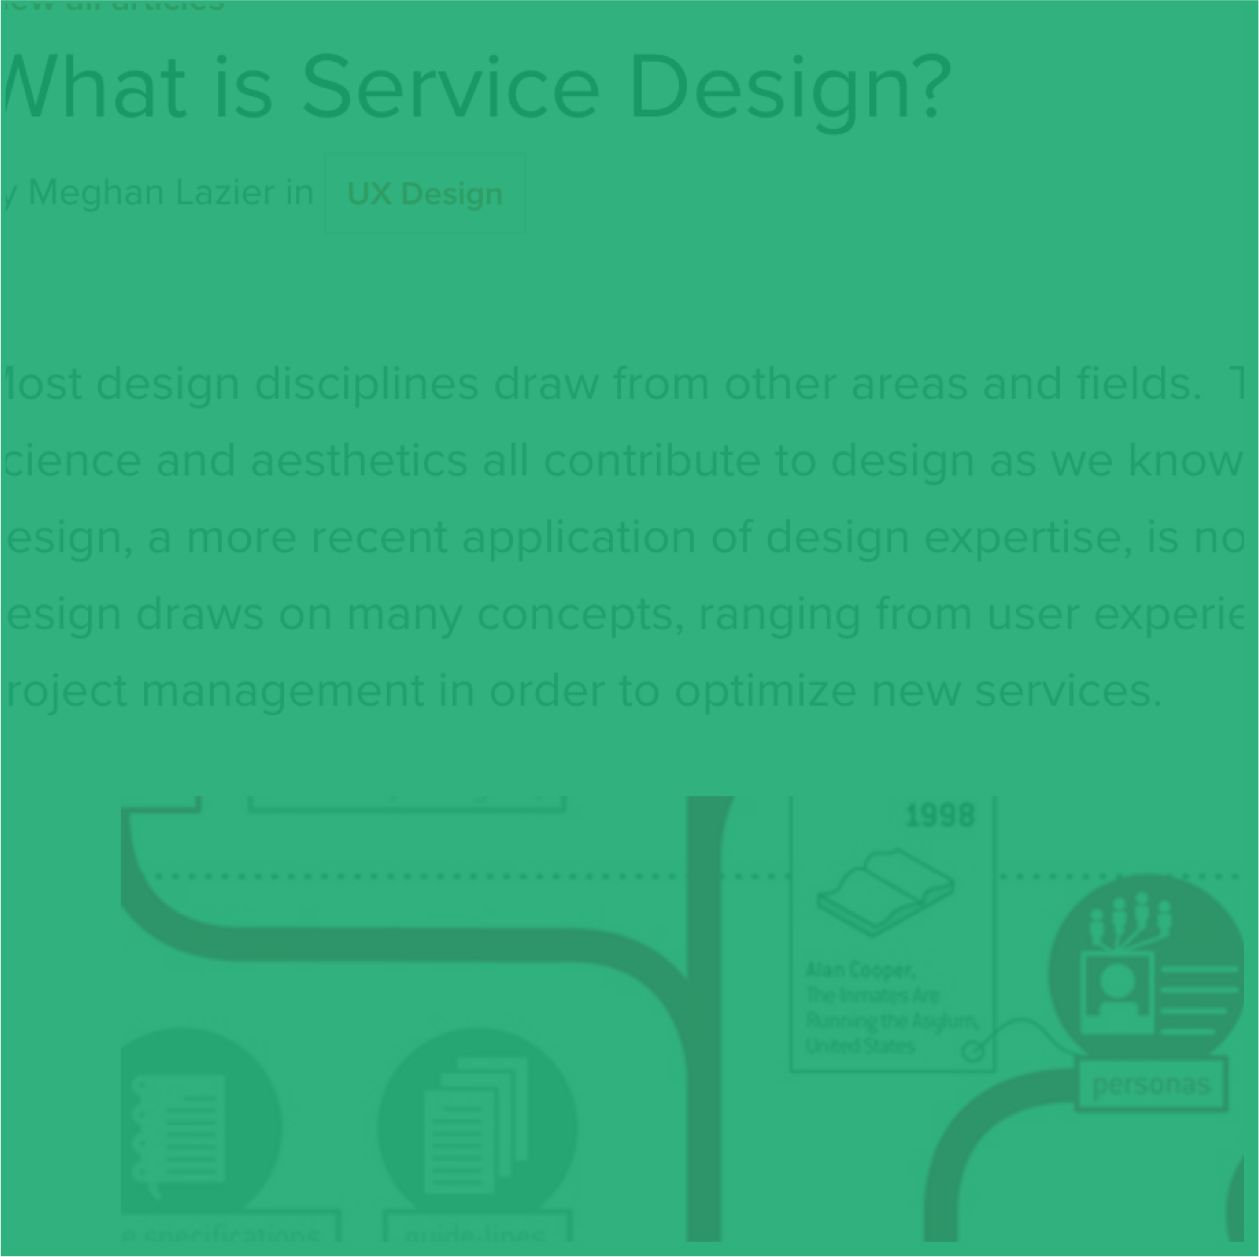 ew all articles
What is Service Design?
y Meghan Lazier in UX Design
ost design disciplines draw from other areas and fields. T
cience and aesthetics all contribute to design as we know
esign, a more recent application of design expertise, is no
esign draws on many concepts, ranging from user experie
roject management in order to optimize new services.
1998
Alan Cooper,
The Inmates Are
Running the Asylum,
United States
personas
e specifications
guide-lines